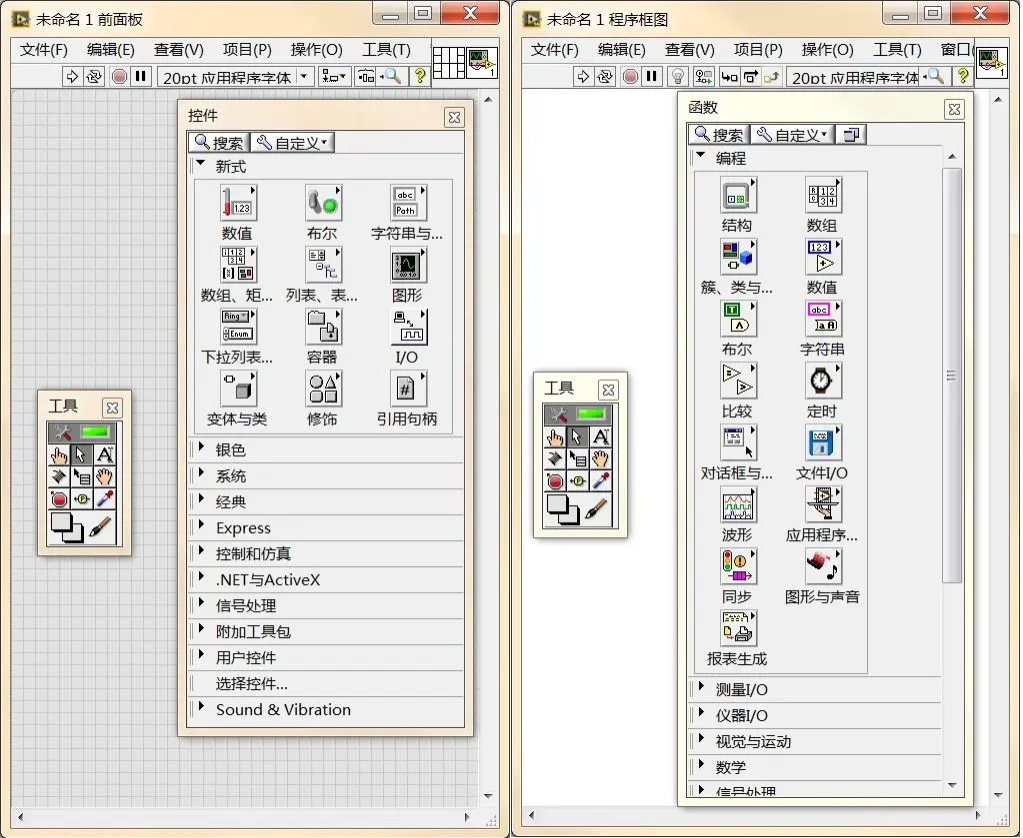 未命名 1 前面板
文件(F) 编辑(E) 查看(V) 项目(P) 操作(O) 工具(T)
20pt 应用程序字体
控件
搜索 自定义
新式
数值 布尔 字符串与...
数组、矩... 列表、表... 图形
下拉列表... 容器 I/O
变体与类 修饰 引用句柄
银色
系统
经典
Express
控制和仿真
.NET与ActiveX
信号处理
附加工具包
用户控件
选择控件...
Sound & Vibration
工具
未命名 1 程序框图
文件(F) 编辑(E) 查看(V) 项目(P) 操作(O) 工具(T) 窗口
20pt 应用程序字体
函数
搜索 自定义
编程
结构 数组
簇、类与... 数值
布尔 字符串
比较 定时
对话框与... 文件I/O
波形 应用程序...
同步 图形与声音
报表生成
测量I/O
仪器I/O
视觉与运动
数学
信号处理
工具